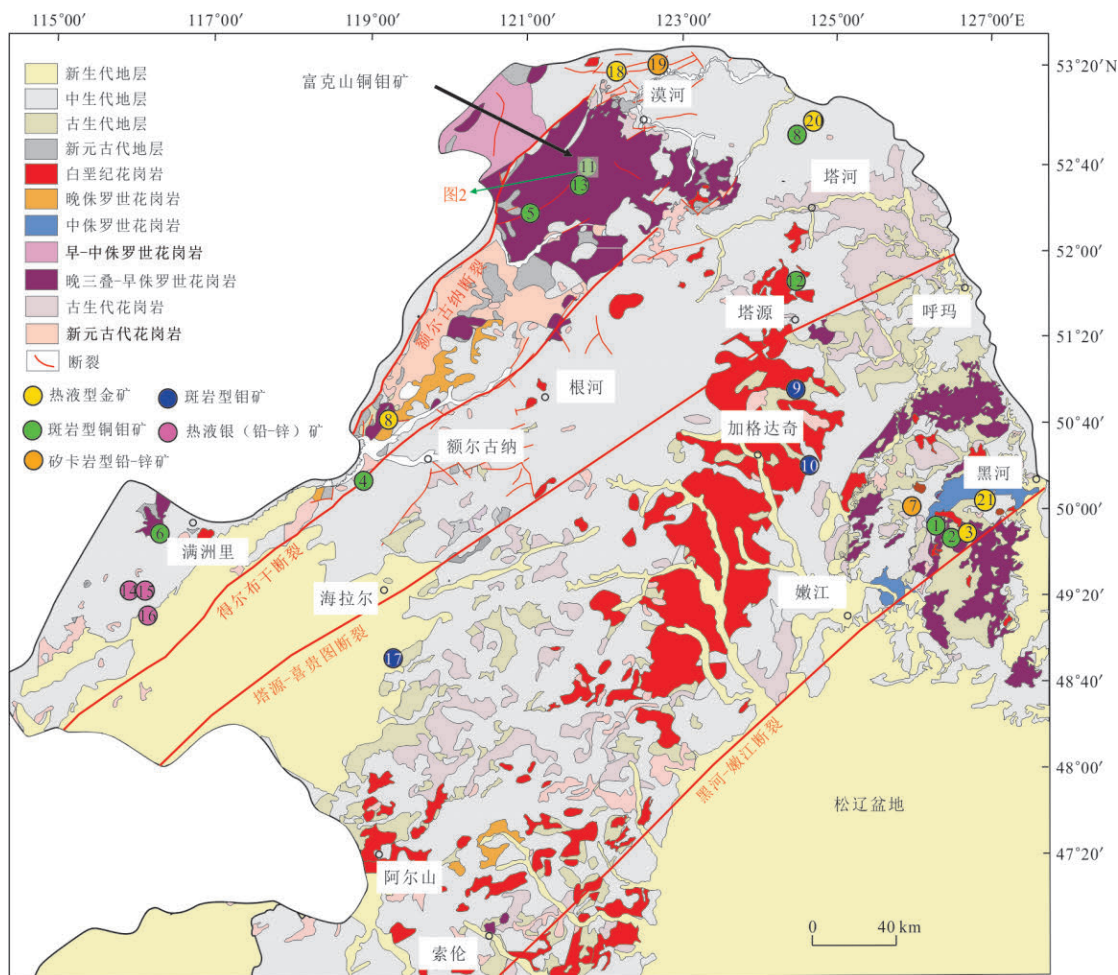 115°00′
117°00′
119°00′
121°00′
123°00′
125°00′
127°00′E
53°20′N
52°40′
52°00′
51°20′
50°40′
50°00′
49°20′
48°40′
48°00′
47°20′
新生代地层
中生代地层
古生代地层
新元古代地层
白垩纪花岗岩
晚侏罗世花岗岩
中侏罗世花岗岩
早-中侏罗世花岗岩
晚三叠-早侏罗世花岗岩
古生代花岗岩
新元古代花岗岩
断裂
热液型金矿
斑岩型钼矿
斑岩型铜钼矿
热液银（铅-锌）矿
矽卡岩型铅-锌矿
富克山铜钼矿
18
19
漠河
20
8
11
图2
13
5
塔河
12
塔源
呼玛
额尔古纳断裂
根河
9
8
加格达奇
额尔古纳
10
4
黑河
7
21
6
满洲里
1
2
3
14
15
16
得尔布干断裂
海拉尔
嫩江
17
塔源-喜贵图断裂
黑河-嫩江断裂
松辽盆地
阿尔山
索伦
0
40 km